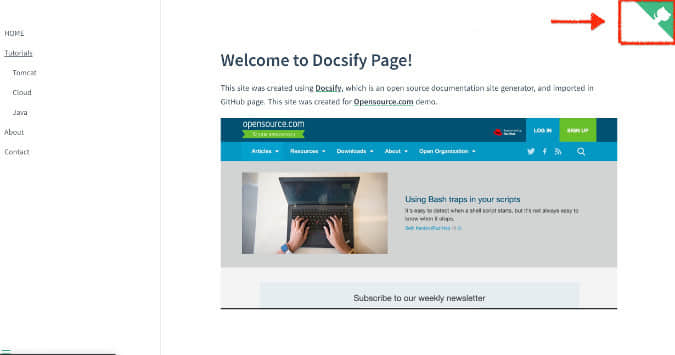 HOME
Tutorials
Tomcat
Cloud
Java
About
Contact
Welcome to Docsify Page!
This site was created using Docsify, which is an open source documentation site generator, and imported in
GitHub page. This site was created for Opensource.com demo.
opensource.com
LOG IN
SIGN UP
Articles
Resources
Downloads
About
Open Organization
Using Bash traps in your scripts
It's easy to detect when a shell script starts, but it's not always easy to
know when it stops.
Subscribe to our weekly newsletter